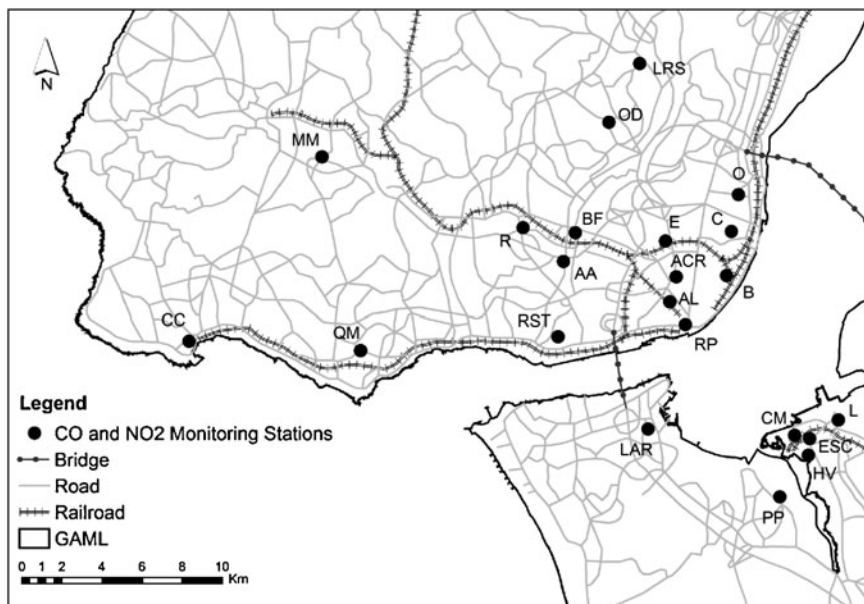 N
LRS
OD
MM
O
BF
E
C
R
ACR
AA
B
AL
CC
QM
RST
RP
Legend
CO and NO2 Monitoring Stations
Bridge
Road
Railroad
GAML
0 1 2 4 6 8 10
Km
L
CM
ESC
LAR
HV
PP